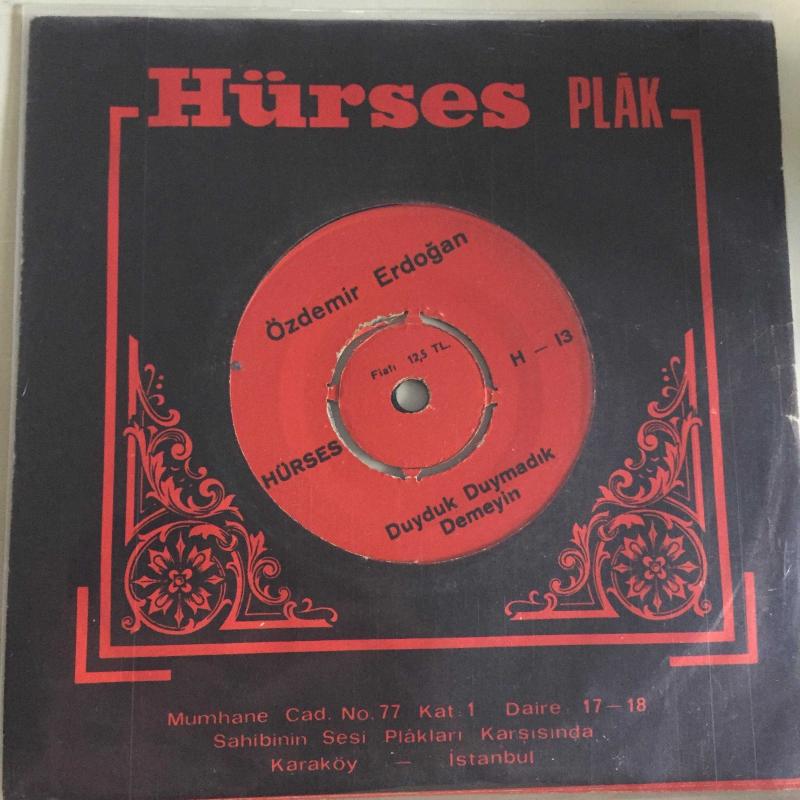 Hürses PLÂK
Özdemir Erdoğan
Fiatı 12,5 TL.
H - 13
HÜRSES
Duyduk Duymadık
Demeyin
Mumhane Cad. No. 77 Kat: 1 Daire 17-18
Sahibinin Sesi Plâkları Karşısında
Karaköy - İstanbul